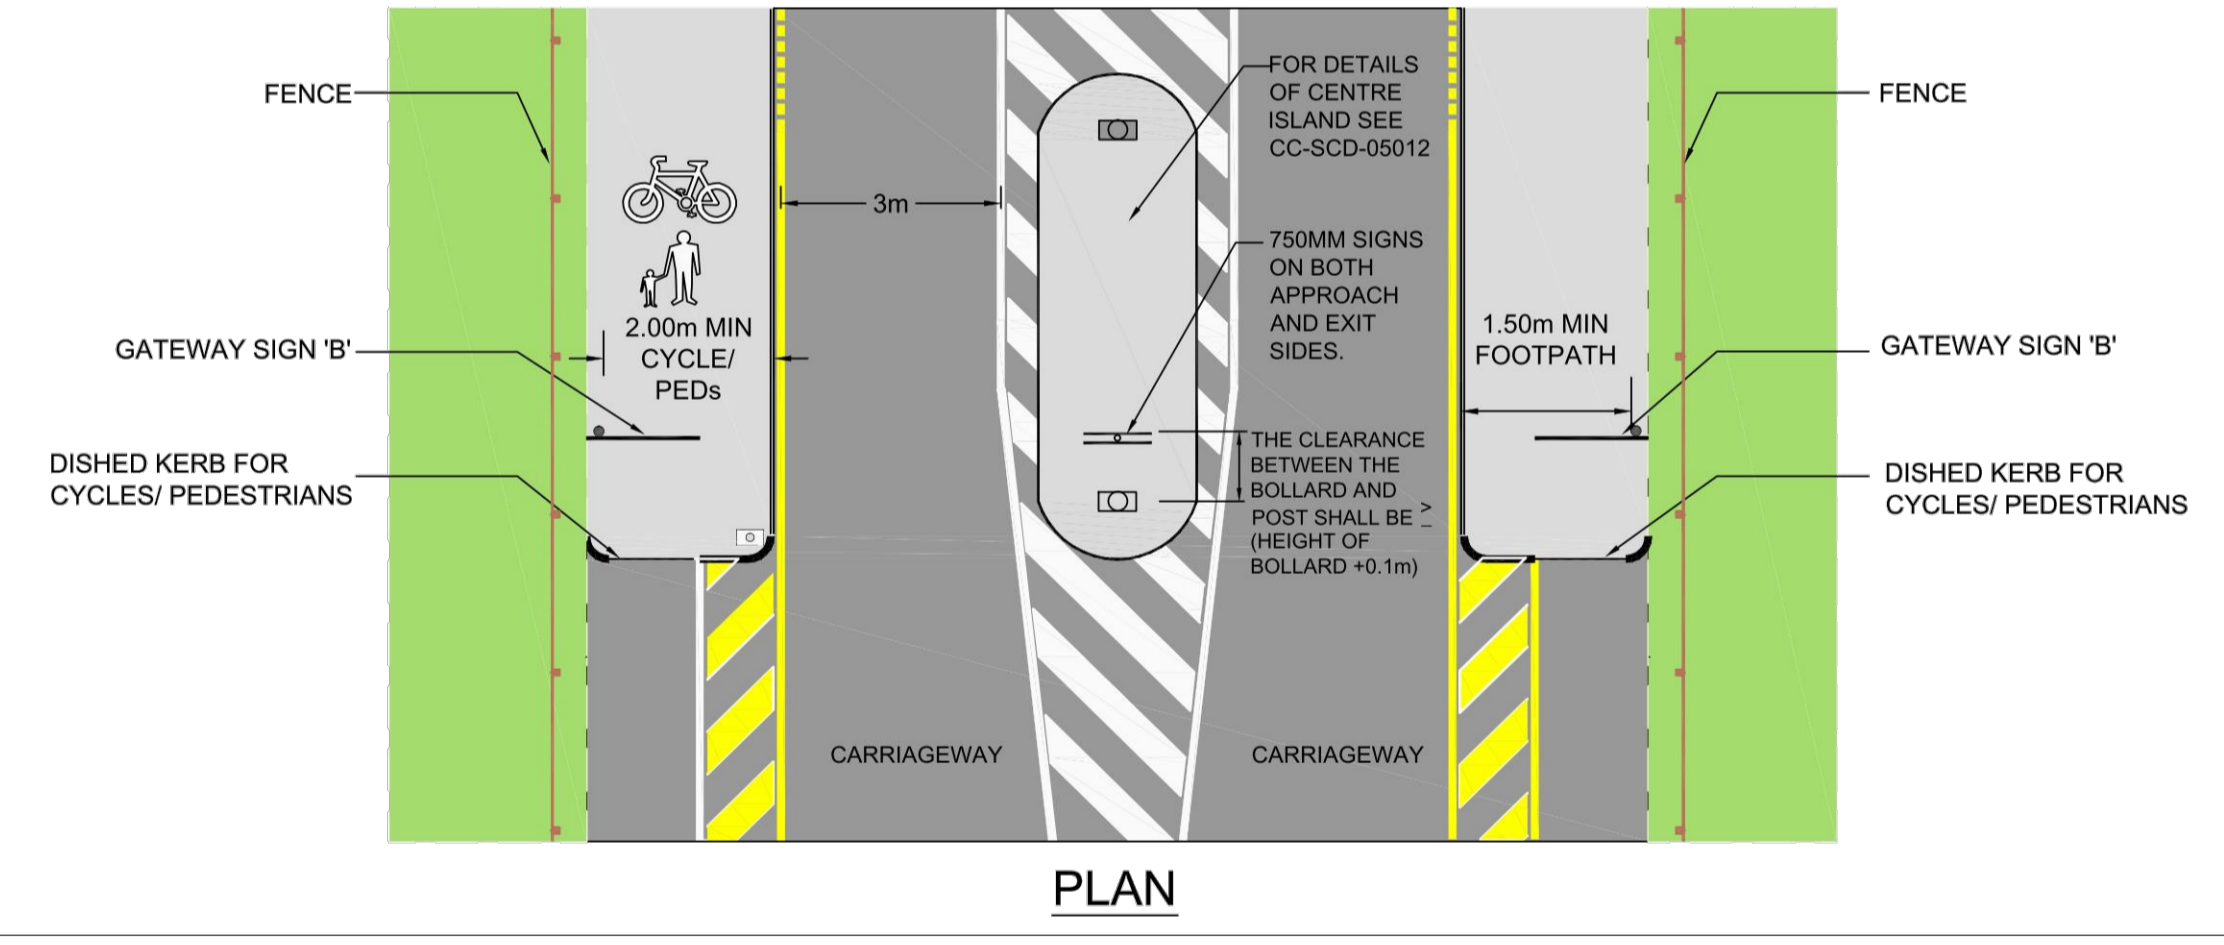 FENCE
GATEWAY SIGN 'B'
DISHED KERB FOR
CYCLES/ PEDESTRIANS
2.00m MIN
CYCLE/
PEDs
3m
CARRIAGEWAY
FOR DETAILS
OF CENTRE
ISLAND SEE
CC-SCD-05012
750MM SIGNS
ON BOTH
APPROACH
AND EXIT
SIDES.
THE CLEARANCE
BETWEEN THE
BOLLARD AND
POST SHALL BE ≥
(HEIGHT OF
BOLLARD +0.1m)
CARRIAGEWAY
1.50m MIN
FOOTPATH
FENCE
GATEWAY SIGN 'B'
DISHED KERB FOR
CYCLES/ PEDESTRIANS
PLAN